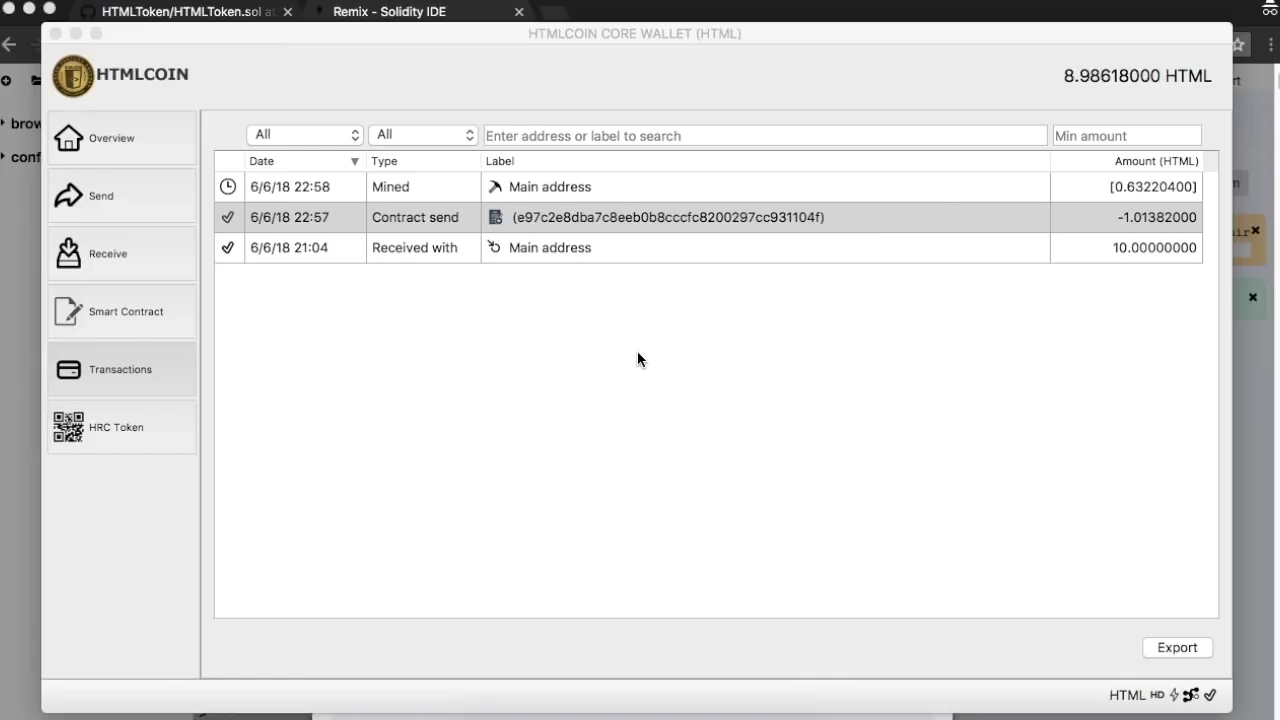 HTMLToken/HTMLToken.sol at
Remix - Solidity IDE
HTMLCOIN CORE WALLET (HTML)
HTMLCOIN
8.98618000 HTML
brow
conf
Overview
Send
Receive
Smart Contract
Transactions
HRC Token
All All Enter address or label to search Min amount
Date Type Label Amount (HTML)
6/6/18 22:58 Mined Main address [0.63220400]
6/6/18 22:57 Contract send (e97c2e8dba7c8eeb0b8cccfc8200297cc931104f) -1.01382000
6/6/18 21:04 Received with Main address 10.00000000
Export
HTML HD